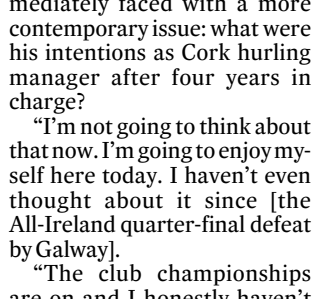 mediately faced with a more
contemporary issue: what were
his intentions as Cork hurling
manager after four years in
charge?
“I'm not going to think about
that now. I'm going to enjoy my-
self here today. I haven't even
thought about it since [the
All-Ireland quarter-final defeat
by Galway].
“The club championships
are on and I honestly haven't